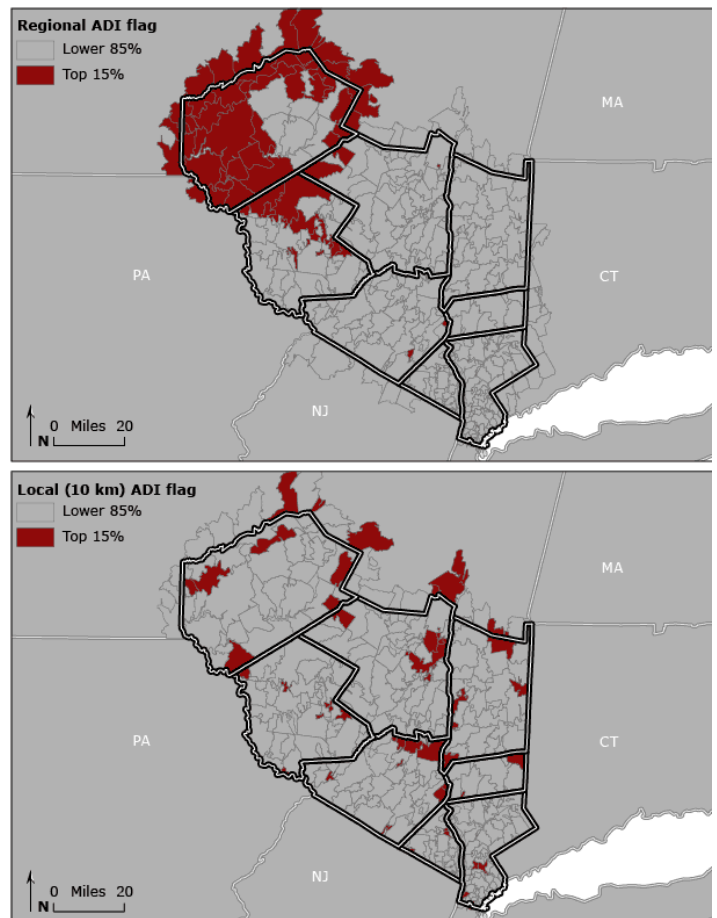 Regional ADI flag
Lower 85%
Top 15%
MA
PA
CT
NJ
0 Miles 20
N
Local (10 km) ADI flag
Lower 85%
Top 15%
MA
PA
CT
NJ
0 Miles 20
N